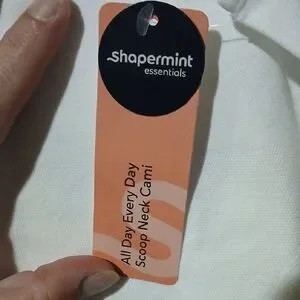 shapermint
essentials
All Day Every Day
Scoop Neck Cami
S